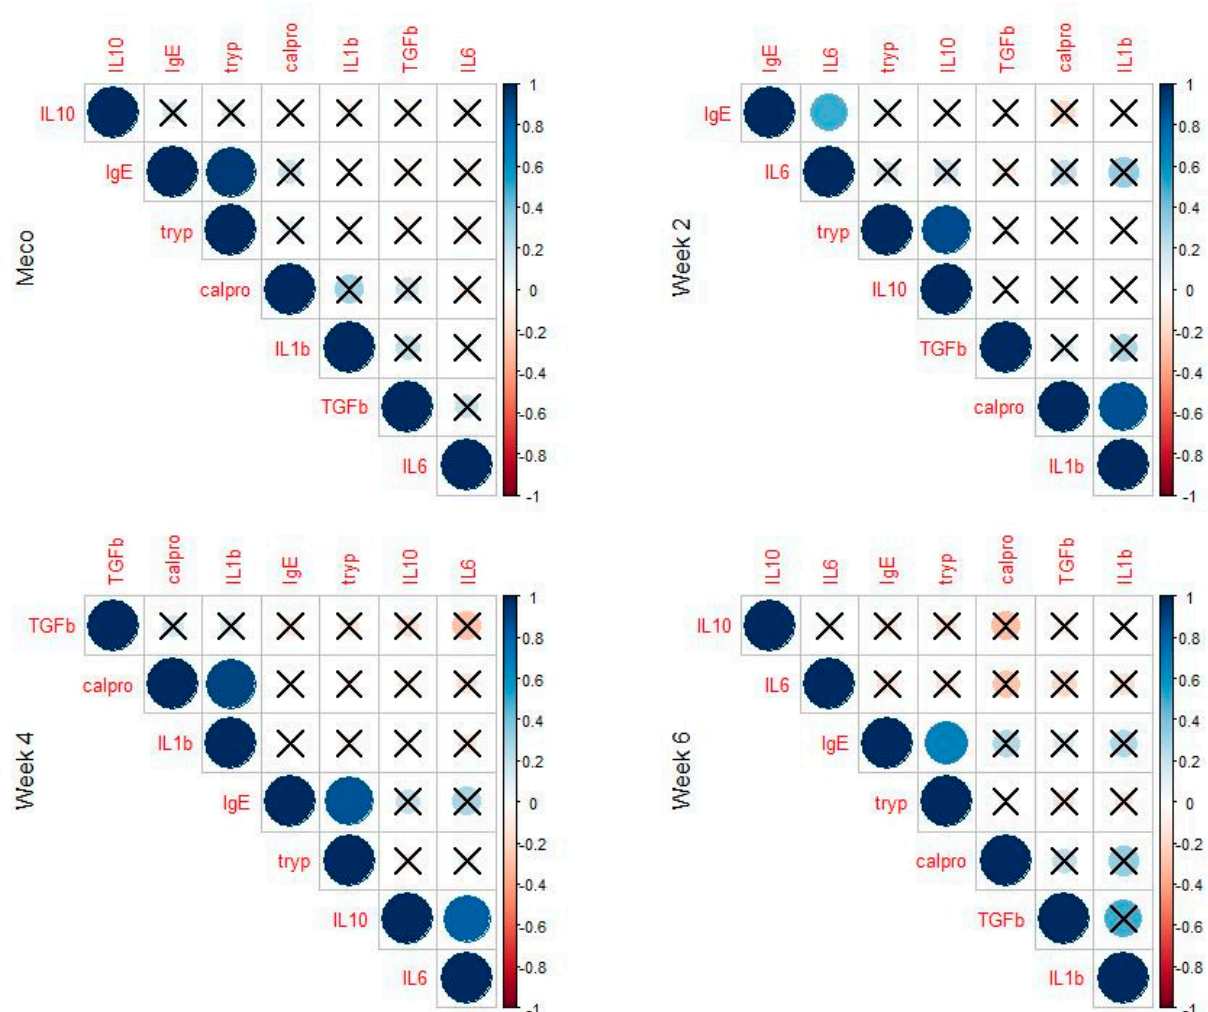 IL10 IgE tryp calpro IL1b TGFb IL6
IL10
IgE
tryp
calpro
IL1b
TGFb
IL6
Meco
1
0.8
0.6
0.4
0.2
0
-0.2
-0.4
-0.6
-0.8
-1
IgE IL6 tryp IL10 TGFb calpro IL1b
IgE
IL6
tryp
IL10
TGFb
calpro
IL1b
Week 2
1
0.8
0.6
0.4
0.2
0
-0.2
-0.4
-0.6
-0.8
-1
TGFb calpro IL1b IgE tryp IL10 IL6
TGFb
calpro
IL1b
IgE
tryp
IL10
IL6
Week 4
1
0.8
0.6
0.4
0.2
0
-0.2
-0.4
-0.6
-0.8
-1
IL10 IL6 IgE tryp calpro TGFb IL1b
IL10
IL6
IgE
tryp
calpro
TGFb
IL1b
Week 6
1
0.8
0.6
0.4
0.2
0
-0.2
-0.4
-0.6
-0.8
-1